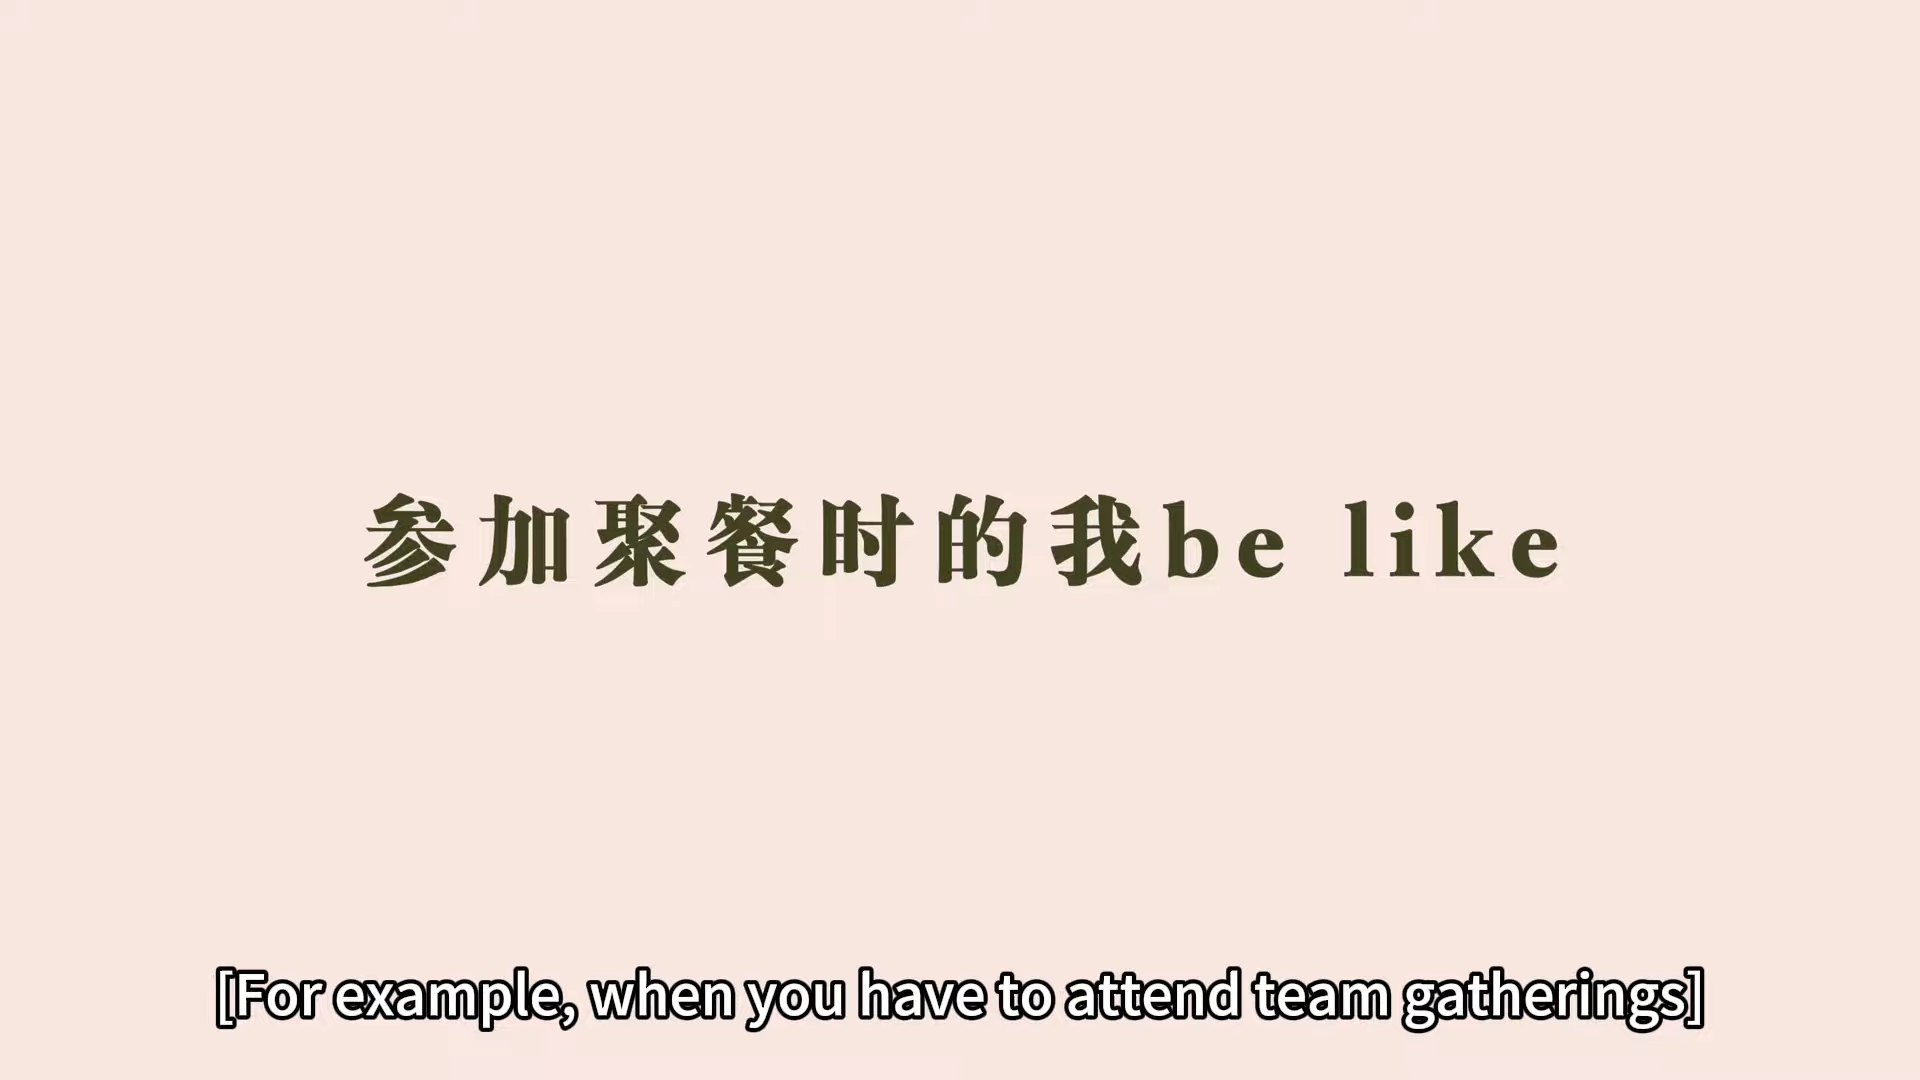 参加聚餐时的我be like
[For example, when you have to attend team gatherings]